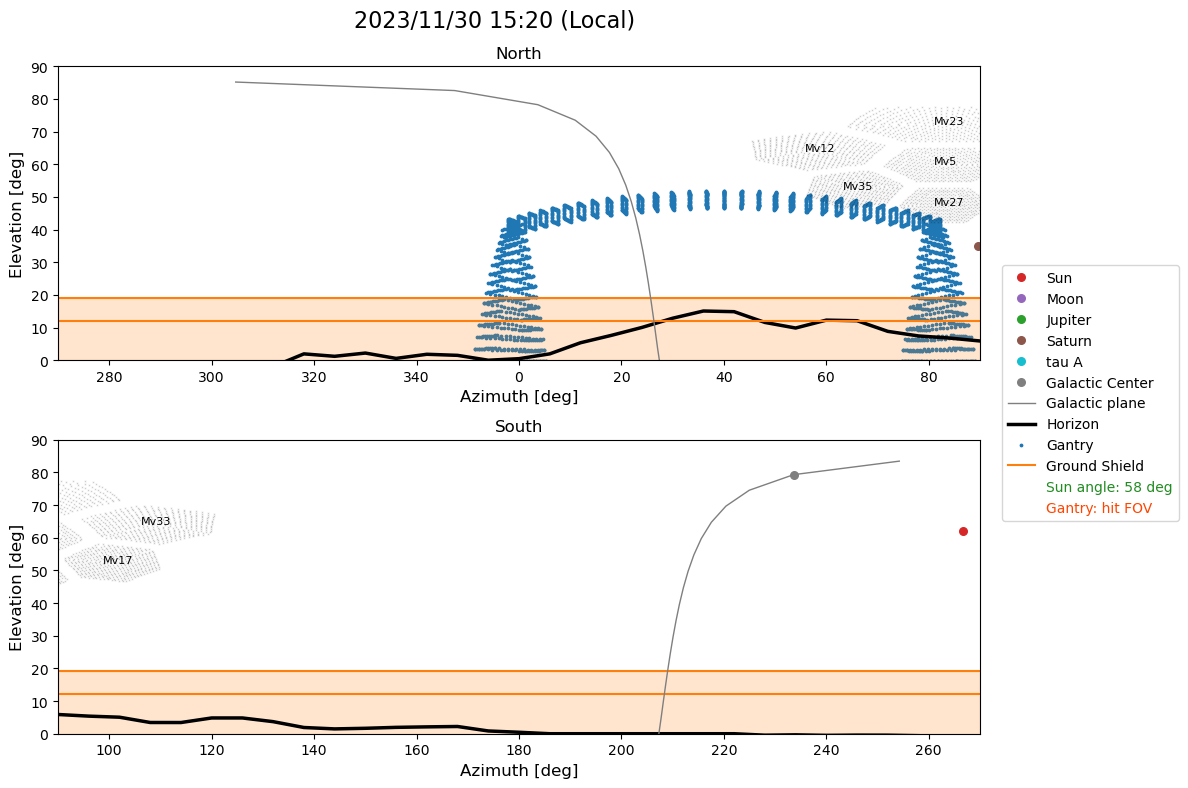 2023/11/30 15:20 (Local)
North
90
80
70
60
50
40
30
20
10
0
Elevation [deg]
280 300 320 340 0 20 40 60 80
Azimuth [deg]
Mv23
Mv12
Mv5
Mv35
Mv27
South
90
80
70
60
50
40
30
20
10
0
Elevation [deg]
100 120 140 160 180 200 220 240 260
Azimuth [deg]
Mv33
Mv17
Sun
Moon
Jupiter
Saturn
tau A
Galactic Center
Galactic plane
Horizon
Gantry
Ground Shield
Sun angle: 58 deg
Gantry: hit FOV